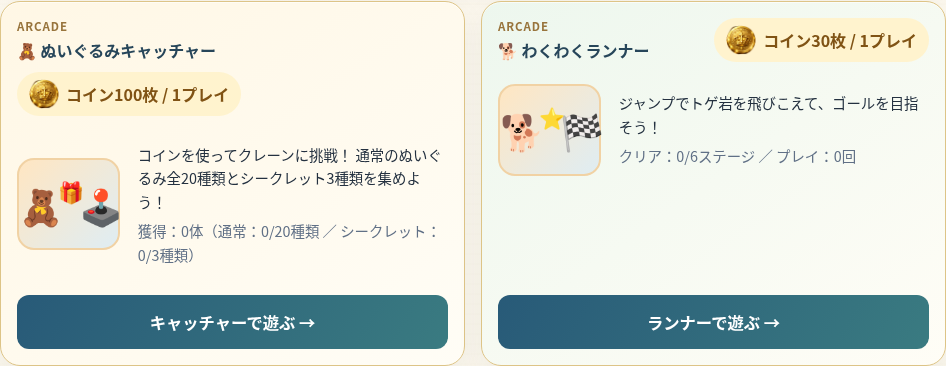 ARCADE
🧸 ぬいぐるみキャッチャー
コイン100枚 / 1プレイ
コインを使ってクレーンに挑戦！ 通常のぬいぐ
るみ全20種類とシークレット3種類を集めよ
う！
獲得：0体（通常：0/20種類 ／ シークレット：
0/3種類）
キャッチャーで遊ぶ →
ARCADE
🐕 わくわくランナー
コイン30枚 / 1プレイ
ジャンプでトゲ岩を飛びこえて、ゴールを目指
そう！
クリア：0/6ステージ ／ プレイ：0回
ランナーで遊ぶ →